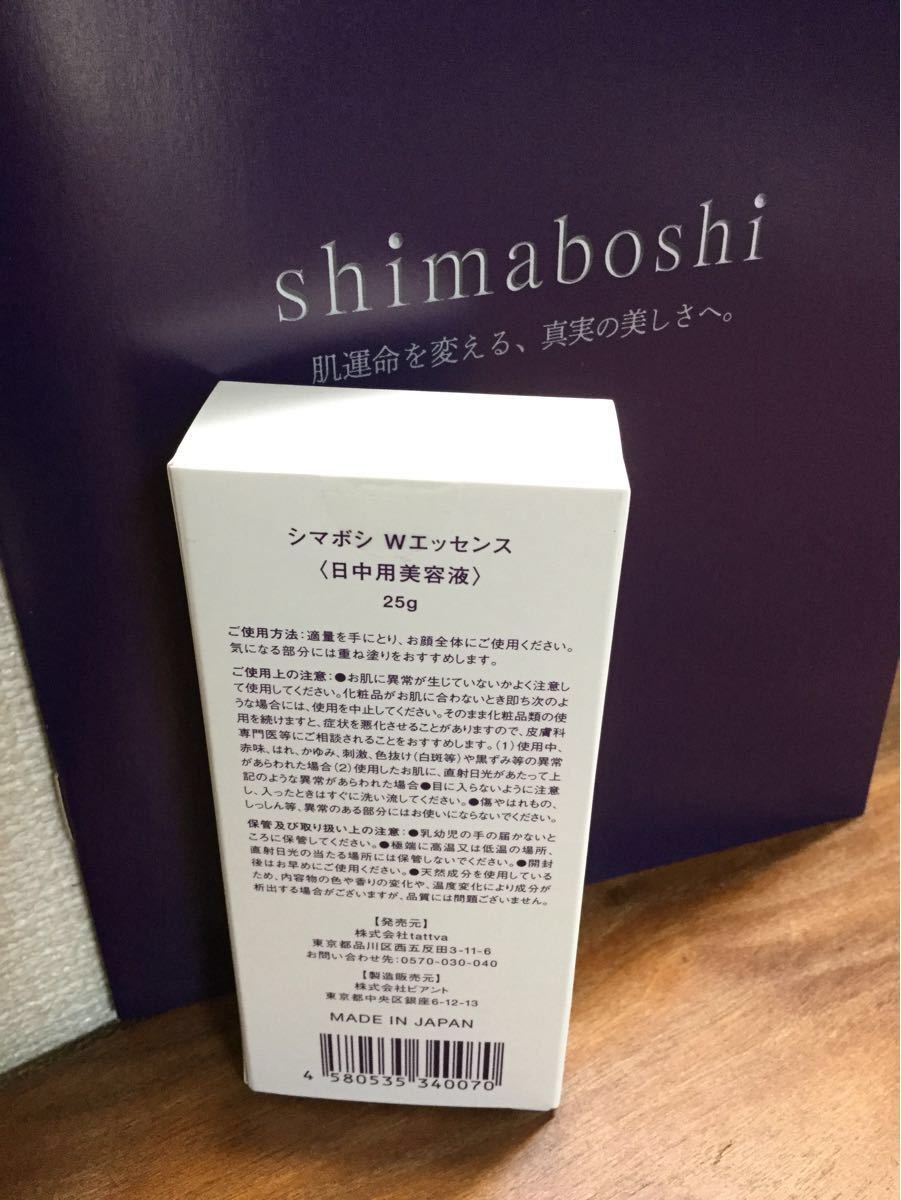 shimaboshi
肌運命を変える、真実の美しさへ。
シマボシ Wエッセンス
〈日中用美容液〉
25g
ご使用方法：適量を手にとり、お顔全体にご使用ください。
気になる部分には重ね塗りをおすすめします。
ご使用上の注意：●お肌に異常が生じていないかよく注意し
て使用してください。化粧品がお肌に合わないとき即ち次のよ
うな場合には、使用を中止してください。そのまま化粧品類の使
用を続けますと、症状を悪化させることがありますので、皮膚科
専門医等にご相談されることをおすすめします。（1）使用中、
赤味、はれ、かゆみ、刺激、色抜け（白斑等）や黒ずみ等の異常
があらわれた場合（2）使用したお肌に、直射日光があたって上
記のような異常があらわれた場合●目に入らないように注意
し、入ったときはすぐに洗い流してください。●傷やはれもの、
しっしん等、異常のある部分にはお使いにならないでください。
保管及び取り扱い上の注意：●乳幼児の手の届かないと
ころに保管してください。●極端に高温又は低温の場所、
直射日光の当たる場所には保管しないでください。●開封
後はお早めにご使用ください。●天然成分を使用している
ため、内容物の色や香りの変化や、温度変化により成分が
析出する場合がございますが、品質には問題ございません。
【発売元】
株式会社tattva
東京都品川区西五反田3-11-6
お問い合わせ先：0570-030-040
【製造販売元】
株式会社ビアント
東京都中央区銀座6-12-13
MADE IN JAPAN
4 580535 340070